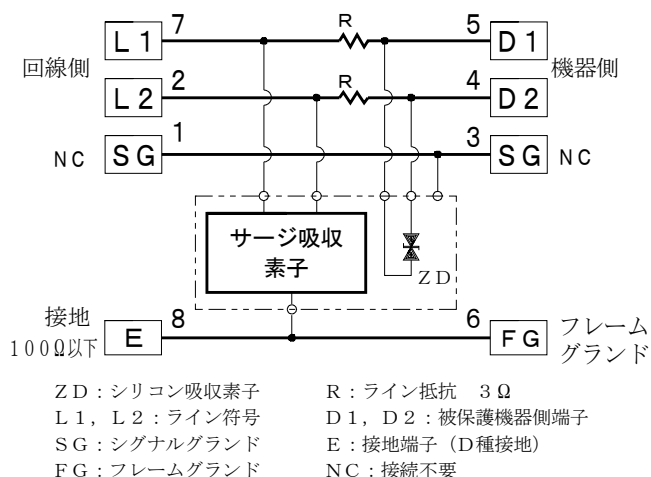 7 R 5
L1 D1
回線側 機器側
2 R 4
L2 D2
1 3
NC SG SG NC
サージ吸収
素子
ZD
接地 8 6 フレーム
100Ω以下 E FG グランド
ZD：シリコン吸収素子 R：ライン抵抗 3Ω
L1，L2：ライン符号 D1，D2：被保護機器側端子
SG：シグナルグランド E：接地端子（D種接地）
FG：フレームグランド NC：接続不要